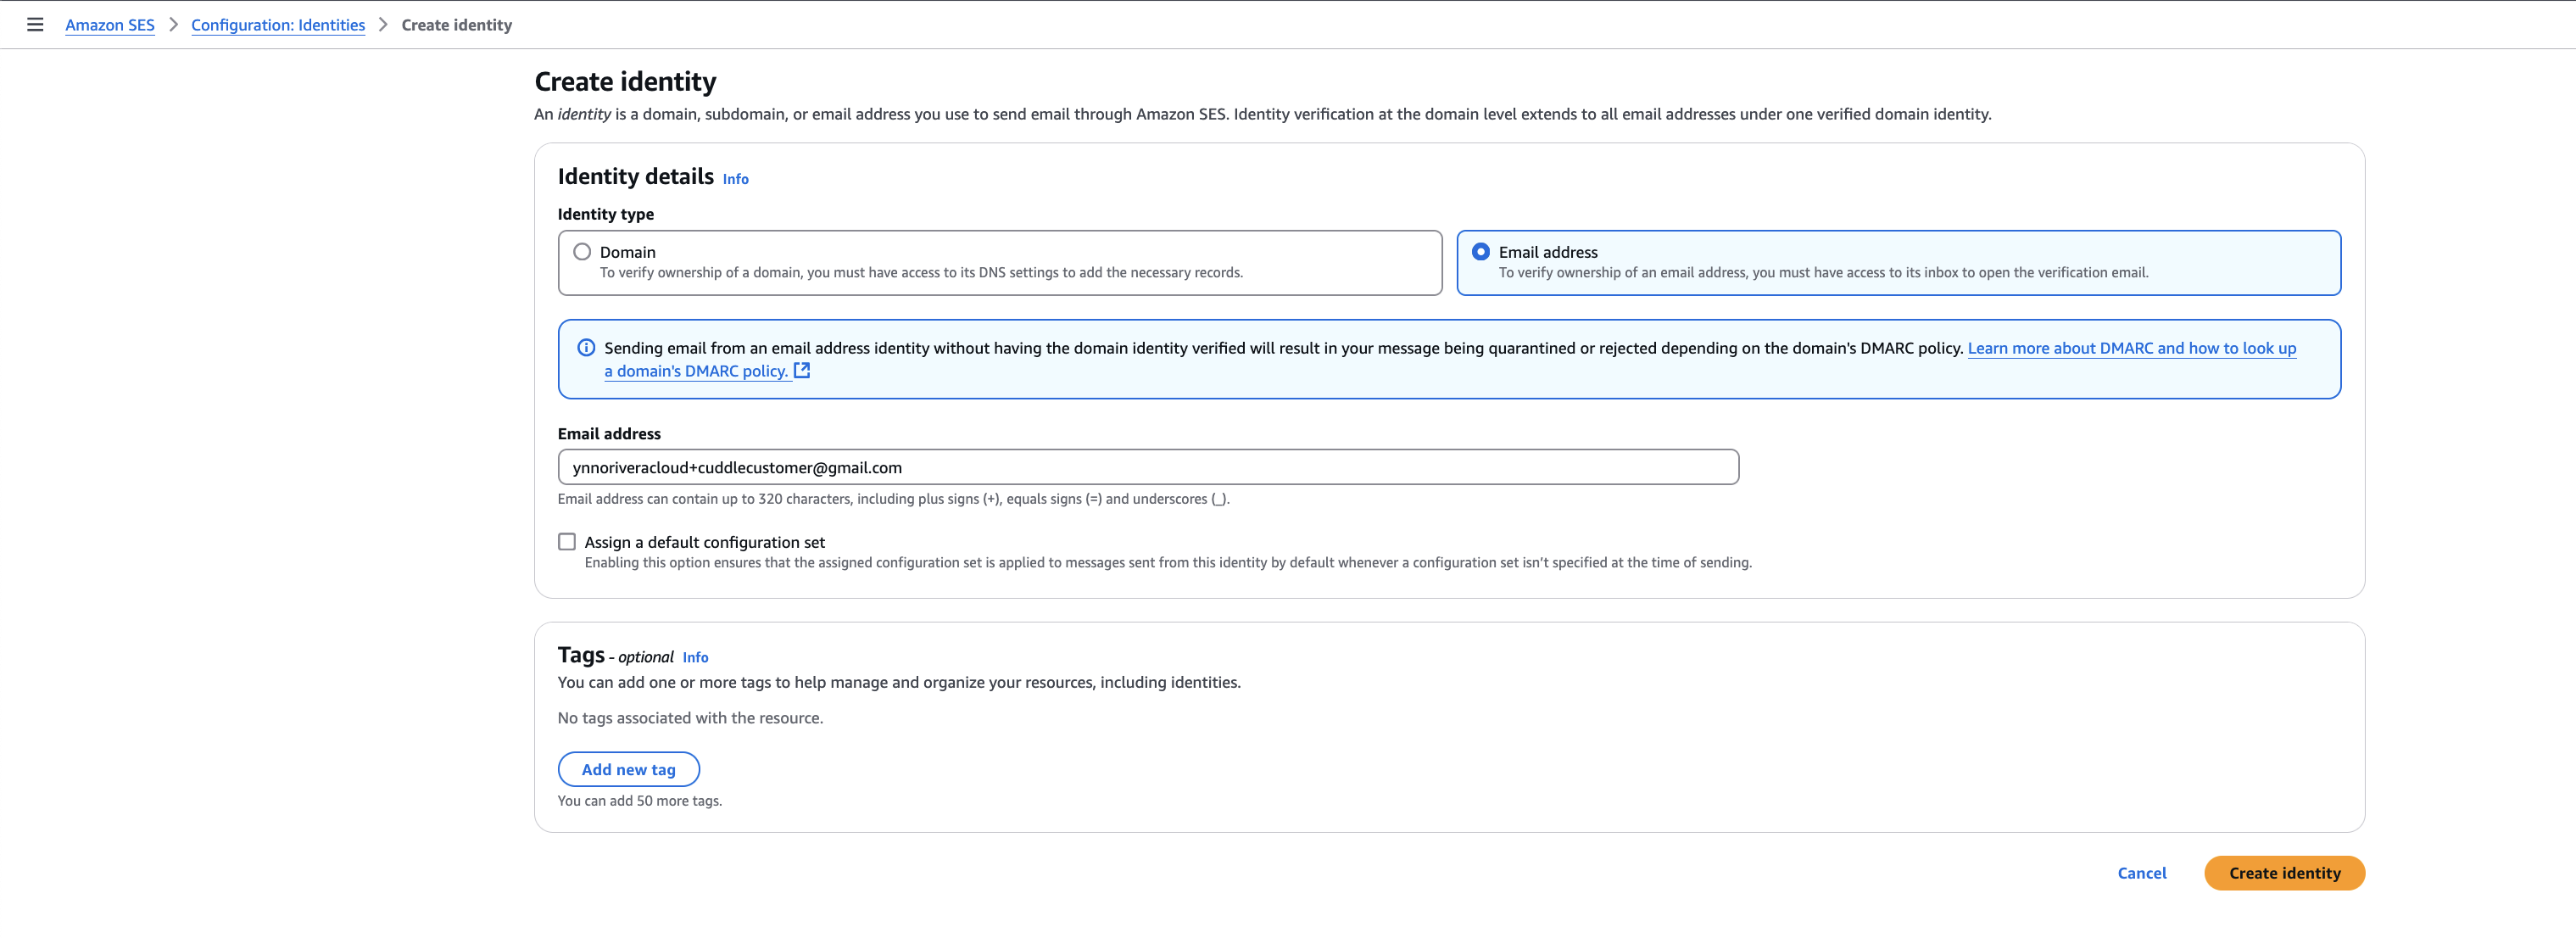 Amazon SES > Configuration: Identities > Create identity
Create identity
An identity is a domain, subdomain, or email address you use to send email through Amazon SES. Identity verification at the domain level extends to all email addresses under one verified domain identity.
Identity details Info
Identity type
Domain
To verify ownership of a domain, you must have access to its DNS settings to add the necessary records.
Email address
To verify ownership of an email address, you must have access to its inbox to open the verification email.
Sending email from an email address identity without having the domain identity verified will result in your message being quarantined or rejected depending on the domain's DMARC policy. Learn more about DMARC and how to look up
a domain's DMARC policy.
Email address
ynnoriveracloud+cuddlecustomer@gmail.com
Email address can contain up to 320 characters, including plus signs (+), equals signs (=) and underscores (_).
Assign a default configuration set
Enabling this option ensures that the assigned configuration set is applied to messages sent from this identity by default whenever a configuration set isn't specified at the time of sending.
Tags - optional Info
You can add one or more tags to help manage and organize your resources, including identities.
No tags associated with the resource.
Add new tag
You can add 50 more tags.
Cancel Create identity